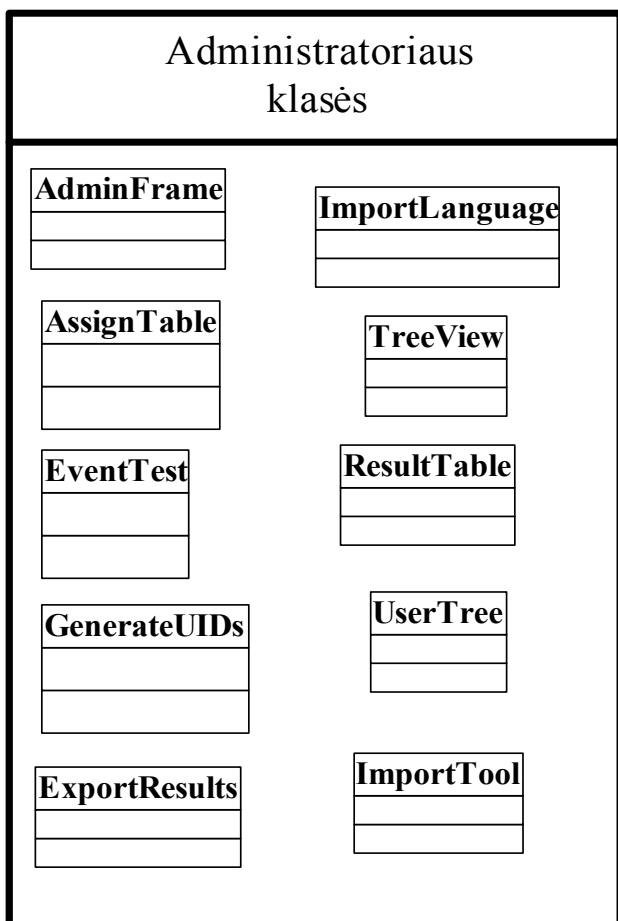 Administratoriaus
klasės
AdminFrame
ImportLanguage
AssignTable
TreeView
EventTest
ResultTable
GenerateUIDs
UserTree
ExportResults
ImportTool